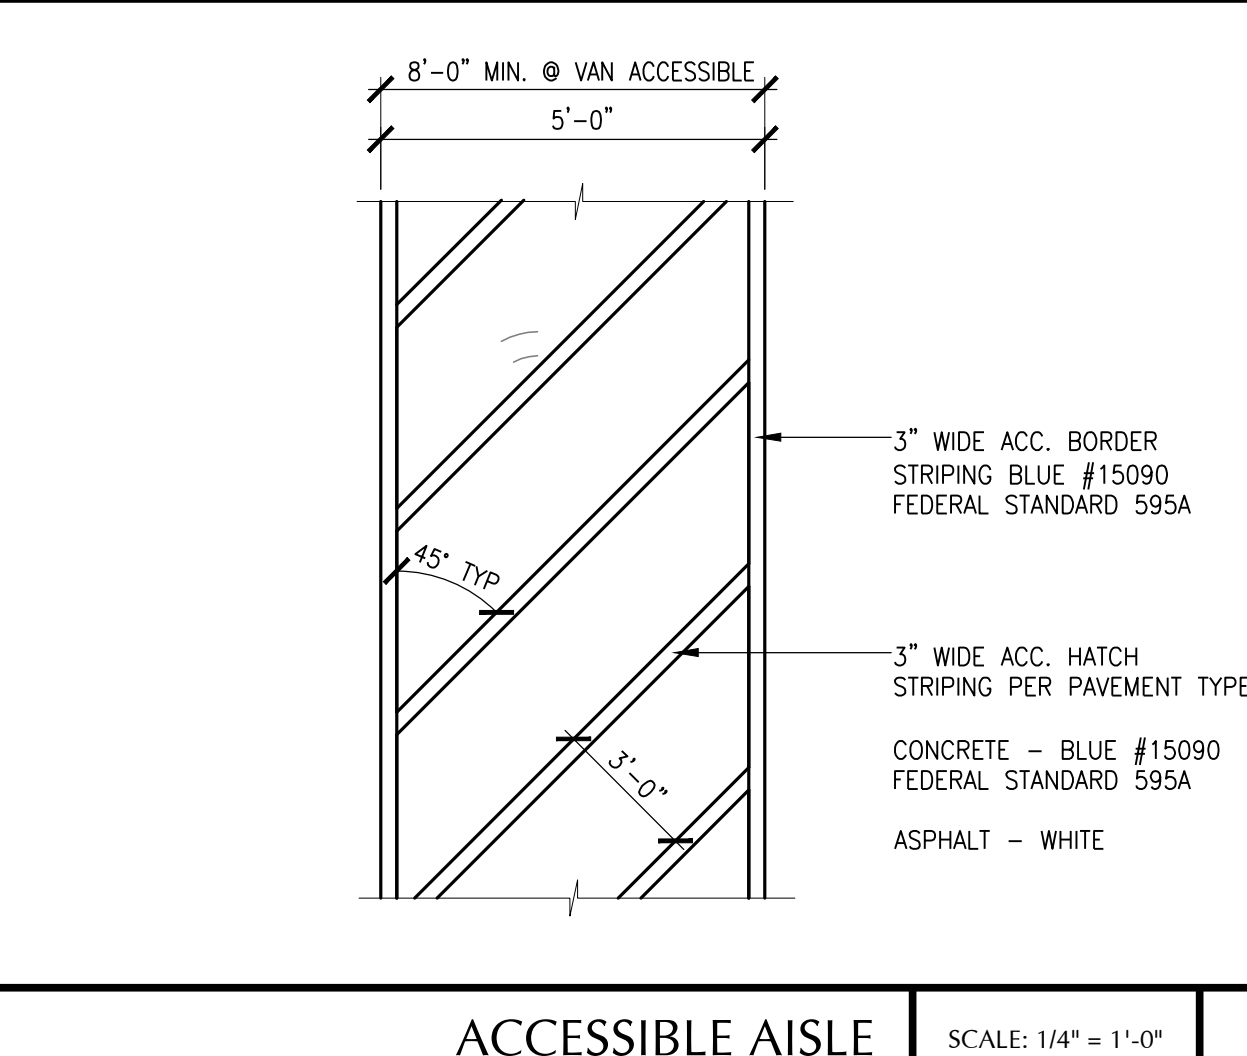 8'-0" MIN. @ VAN ACCESSIBLE
5'-0"
3" WIDE ACC. BORDER
STRIPING BLUE #15090
FEDERAL STANDARD 595A
45° TYP
3" WIDE ACC. HATCH
STRIPING PER PAVEMENT TYPE
3'-0"
CONCRETE - BLUE #15090
FEDERAL STANDARD 595A
ASPHALT - WHITE
ACCESSIBLE AISLE
SCALE: 1/4" = 1'-0"